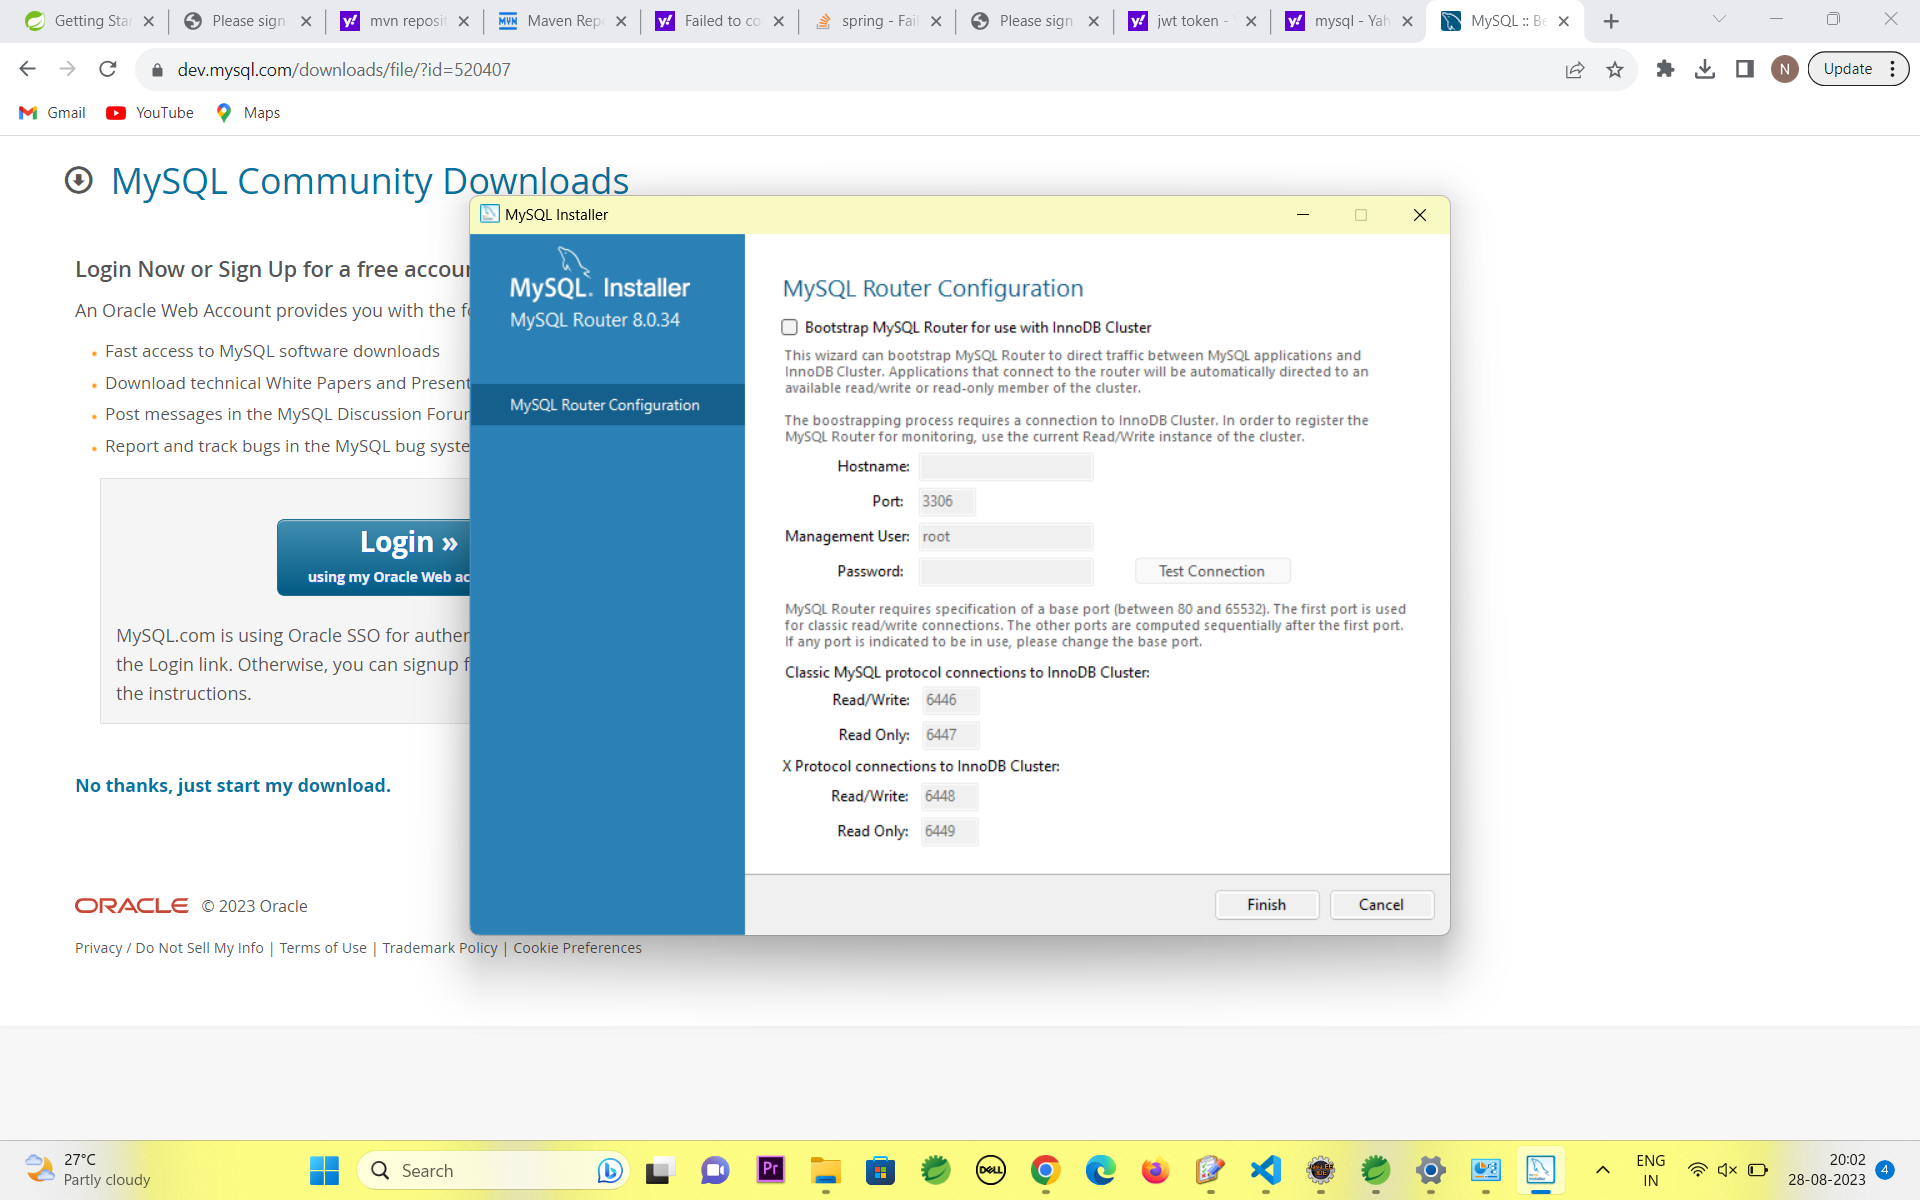 Getting Sta
Please sign
mvn reposit
Maven Rep
Failed to co
spring - Fail
Please sign
jwt token -
mysql - Yah
MySQL :: Be
dev.mysql.com/downloads/file/?id=520407
N
Update
Gmail
YouTube
Maps
MySQL Community Downloads
Login Now or Sign Up for a free accou
An Oracle Web Account provides you with the fo
Fast access to MySQL software downloads
Download technical White Papers and Present
Post messages in the MySQL Discussion Forur
Report and track bugs in the MySQL bug syste
Login »
using my Oracle Web ac
MySQL.com is using Oracle SSO for auther
the Login link. Otherwise, you can signup f
the instructions.
No thanks, just start my download.
ORACLE © 2023 Oracle
Privacy / Do Not Sell My Info | Terms of Use | Trademark Policy | Cookie Preferences
MySQL Installer
MySQL. Installer
MySQL Router 8.0.34
MySQL Router Configuration
MySQL Router Configuration
Bootstrap MySQL Router for use with InnoDB Cluster
This wizard can bootstrap MySQL Router to direct traffic between MySQL applications and
InnoDB Cluster. Applications that connect to the router will be automatically directed to an
available read/write or read-only member of the cluster.
The boostrapping process requires a connection to InnoDB Cluster. In order to register the
MySQL Router for monitoring, use the current Read/Write instance of the cluster.
Hostname:
Port: 3306
Management User: root
Password:
Test Connection
MySQL Router requires specification of a base port (between 80 and 65532). The first port is used
for classic read/write connections. The other ports are computed sequentially after the first port.
If any port is indicated to be in use, please change the base port.
Classic MySQL protocol connections to InnoDB Cluster:
Read/Write: 6446
Read Only: 6447
X Protocol connections to InnoDB Cluster:
Read/Write: 6448
Read Only: 6449
Finish
Cancel
27°C
Partly cloudy
Search
Pr
DELL
ENG
IN
20:02
28-08-2023
4